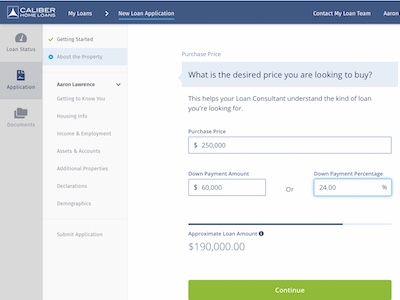 CALIBER
HOME LOANS
My Loans
New Loan Application
Contact My Loan Team
Aaron
Loan Status
Application
Documents
Getting Started
About the Property
Aaron Lawrence
Getting to Know You
Housing Info
Income & Employment
Assets & Accounts
Additional Properties
Declarations
Demographics
Submit Application
Purchase Price
What is the desired price you are looking to buy?
This helps your Loan Consultant understand the kind of loan
you're looking for.
Purchase Price
$ 250,000
Down Payment Amount
$ 60,000
Or
Down Payment Percentage
24.00 %
Approximate Loan Amount
$190,000.00
Continue